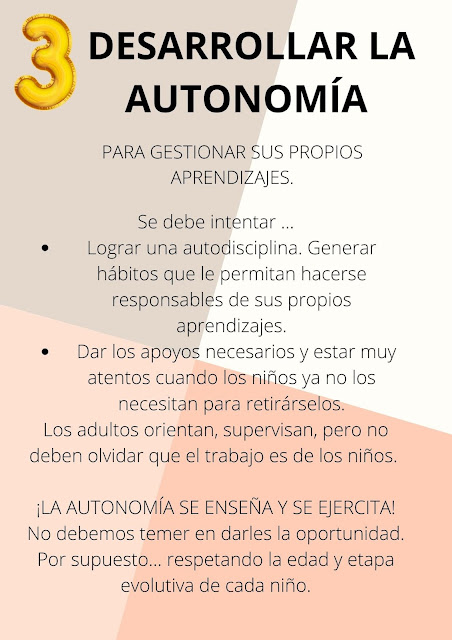 3 DESARROLLAR LA
AUTONOMÍA
PARA GESTIONAR SUS PROPIOS
APRENDIZAJES.
Se debe intentar ...
• Lograr una autodisciplina. Generar
hábitos que le permitan hacerse
responsables de sus propios
aprendizajes.
• Dar los apoyos necesarios y estar muy
atentos cuando los niños ya no los
necesitan para retirárselos.
Los adultos orientan, supervisan, pero no
deben olvidar que el trabajo es de los niños.
¡LA AUTONOMÍA SE ENSEÑA Y SE EJERCITA!
No debemos temer en darles la oportunidad.
Por supuesto... respetando la edad y etapa
evolutiva de cada niño.